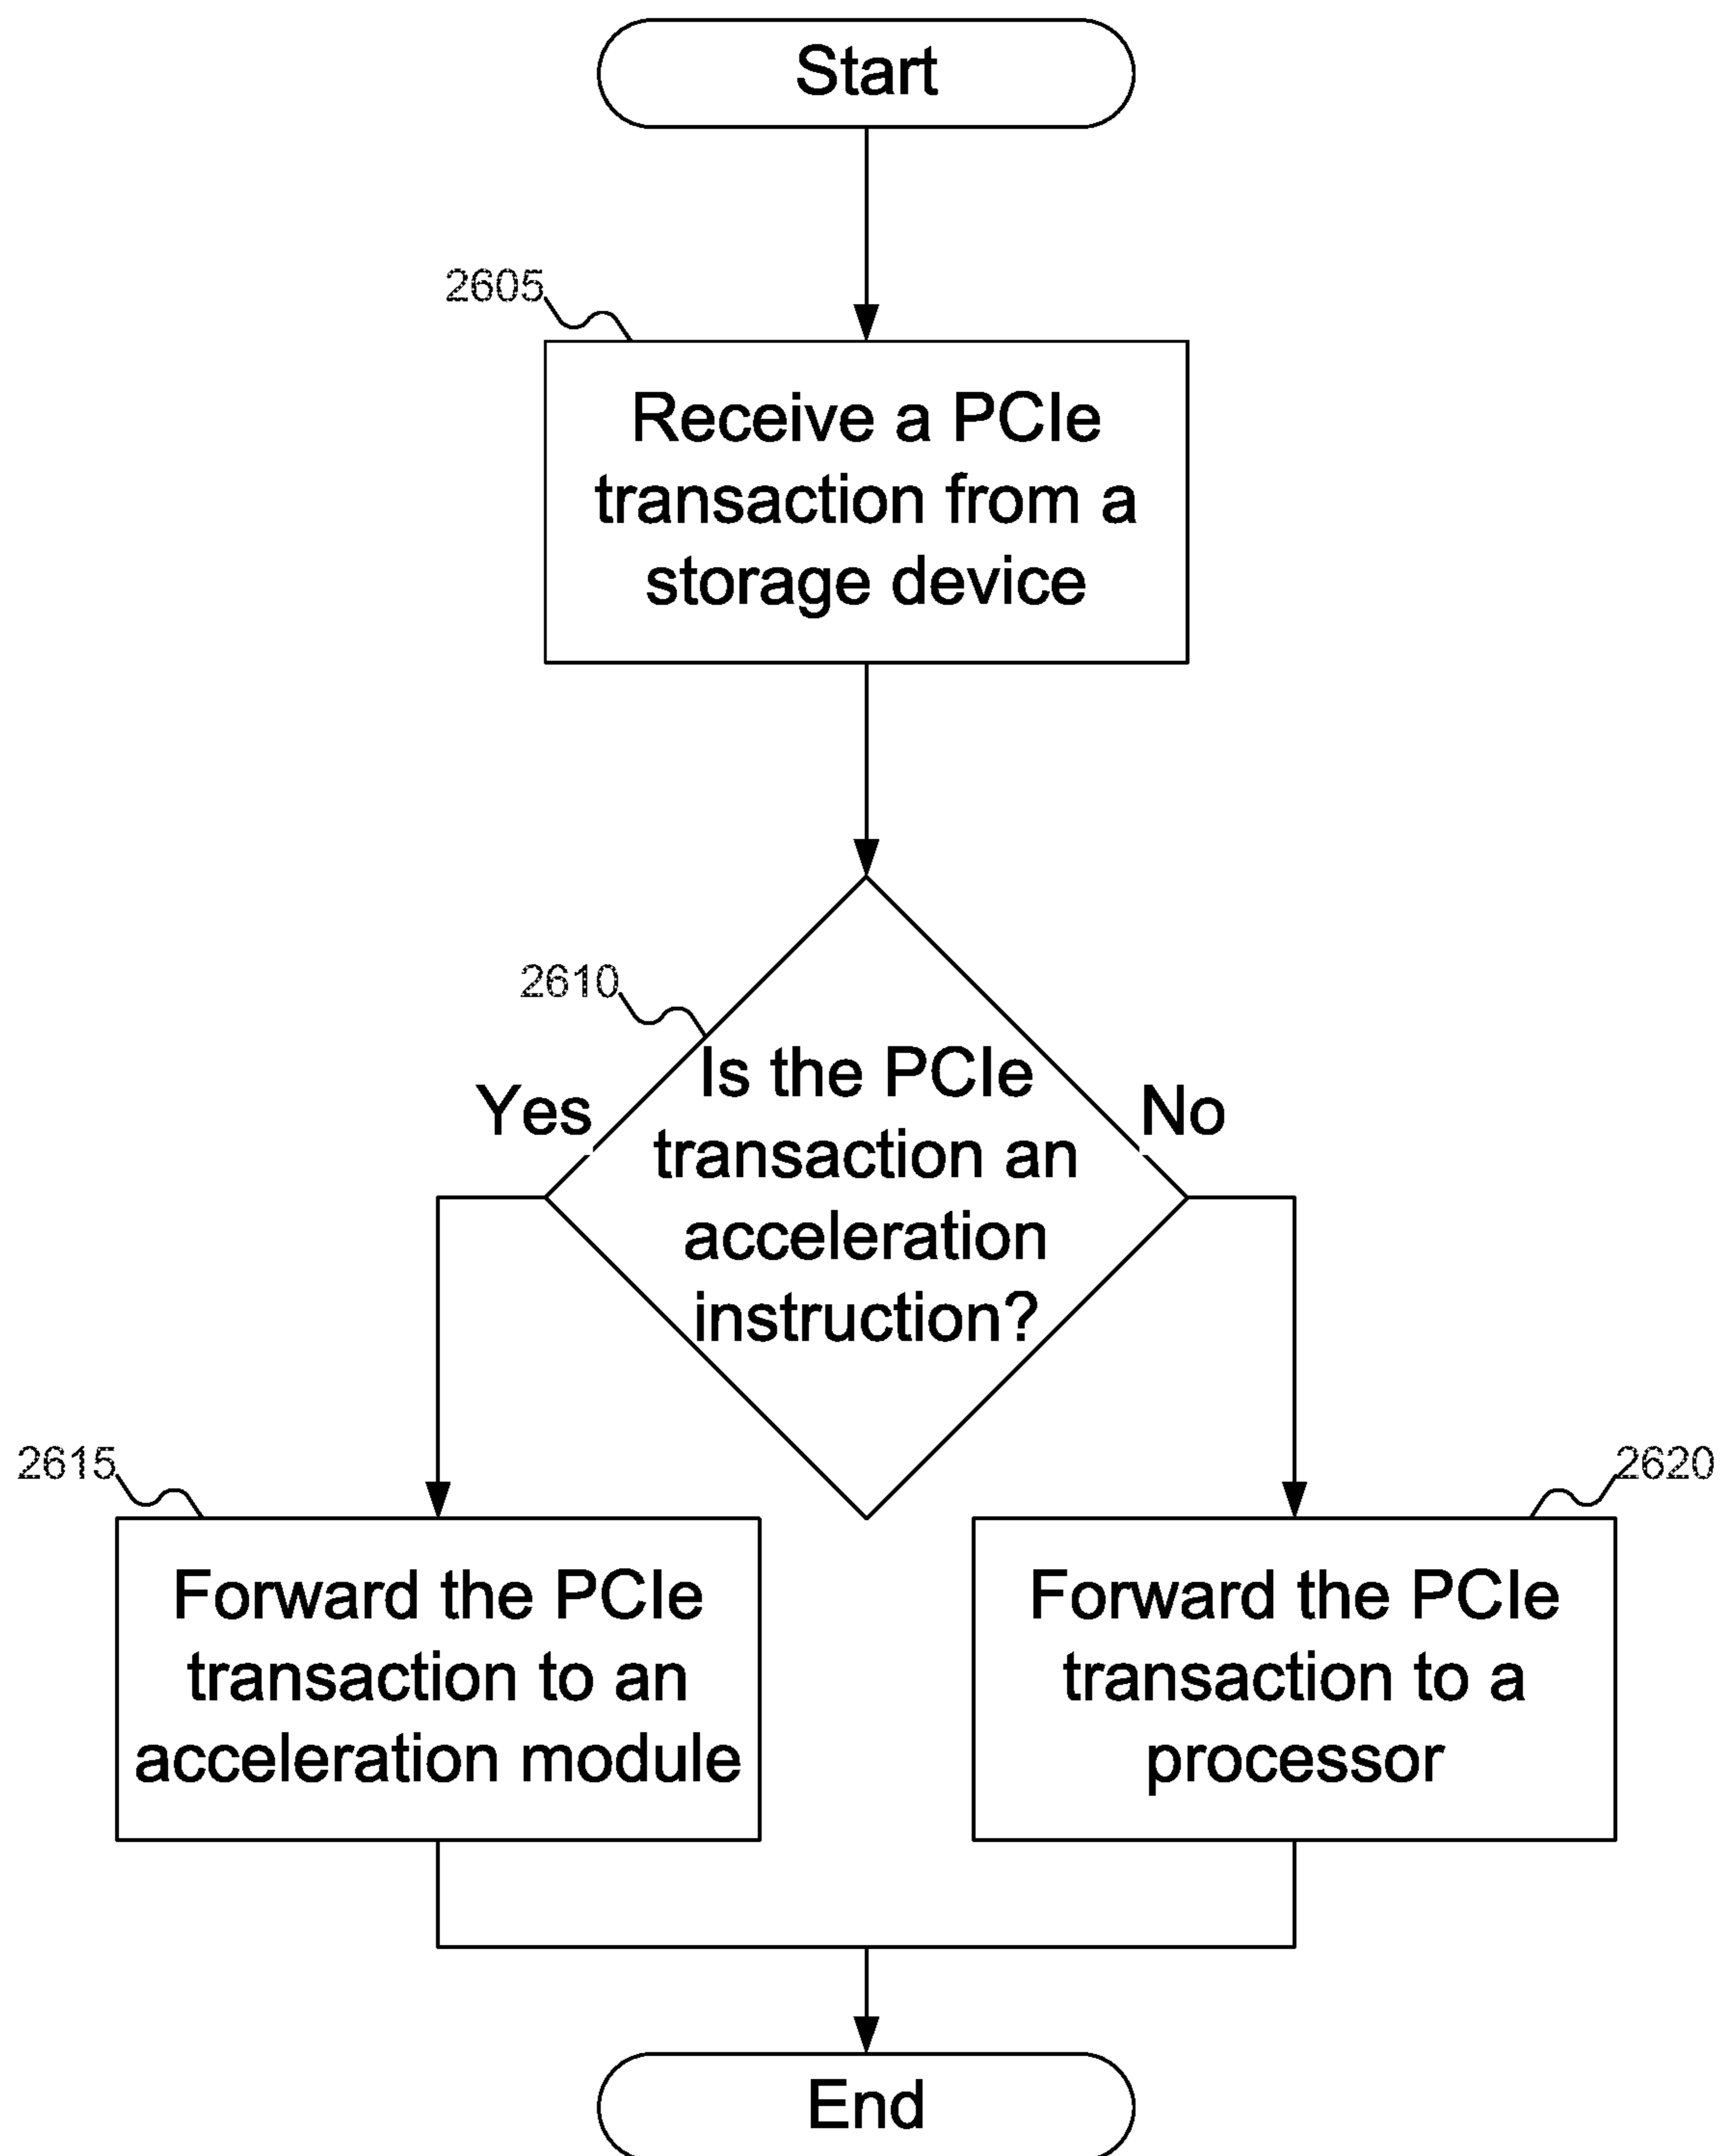 Start
2605
Receive a PCIe
transaction from a
storage device
2610
Yes
No
Is the PCIe
transaction an
acceleration
instruction?
2615
2620
Forward the PCIe
transaction to an
acceleration module
Forward the PCIe
transaction to a
processor
End